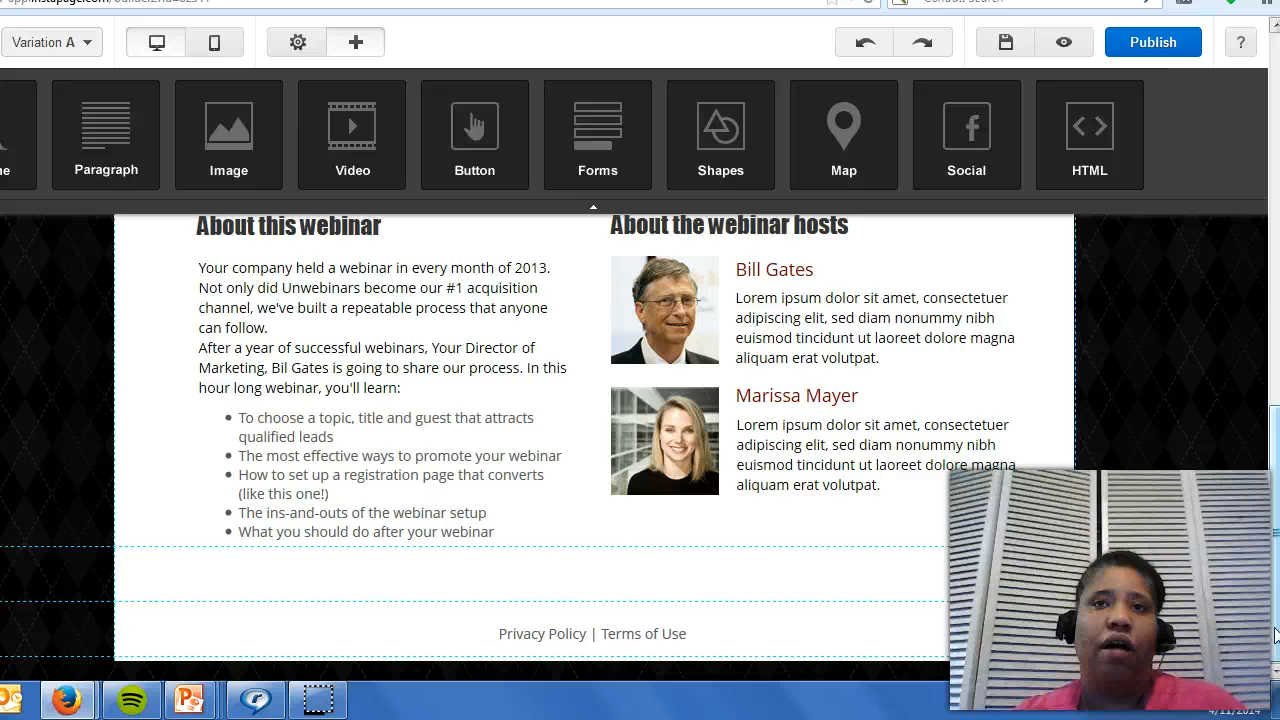 Variation A
Publish
?
Paragraph
Image
Video
Button
Forms
Shapes
Map
Social
HTML
About this webinar
Your company held a webinar in every month of 2013.
Not only did Unwebinars become our #1 acquisition
channel, we've built a repeatable process that anyone
can follow.
After a year of successful webinars, Your Director of
Marketing, Bil Gates is going to share our process. In this
hour long webinar, you'll learn:
To choose a topic, title and guest that attracts
qualified leads
The most effective ways to promote your webinar
How to set up a registration page that converts
(like this one!)
The ins-and-outs of the webinar setup
What you should do after your webinar
About the webinar hosts
Bill Gates
Lorem ipsum dolor sit amet, consectetuer
adipiscing elit, sed diam nonummy nibh
euismod tincidunt ut laoreet dolore magna
aliquam erat volutpat.
Marissa Mayer
Lorem ipsum dolor sit amet, consectetuer
adipiscing elit, sed diam nonummy nibh
euismod tincidunt ut laoreet dolore magna
aliquam erat volutpat.
Privacy Policy | Terms of Use
4/11/2014